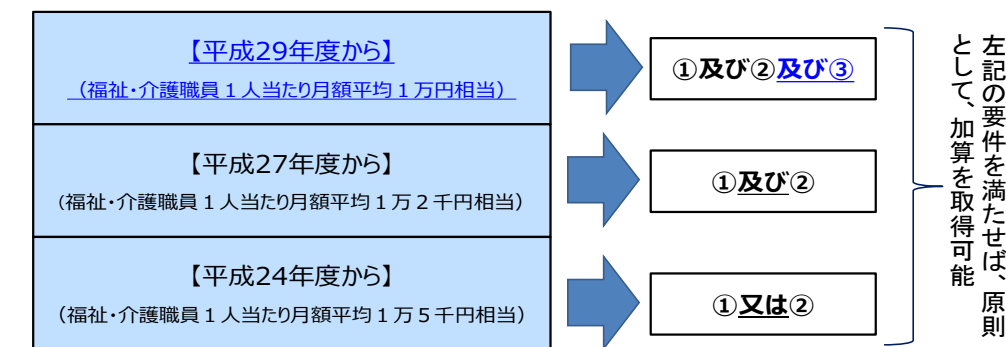 【平成29年度から】
（福祉・介護職員１人当たり月額平均１万円相当）
①及び②及び③
【平成27年度から】
（福祉・介護職員１人当たり月額平均１万２千円相当）
①及び②
【平成24年度から】
（福祉・介護職員１人当たり月額平均１万５千円相当）
①又は②
左記の要件を満たせば、原則
として、加算を取得可能